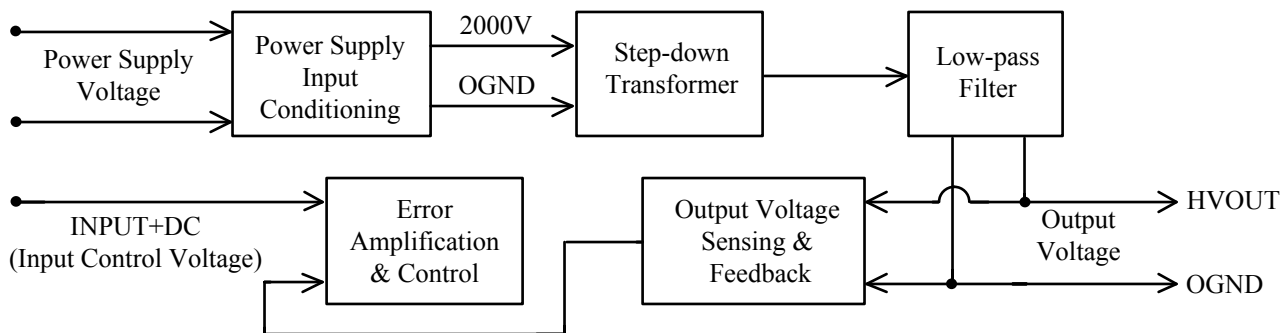 Power Supply
Voltage
Power Supply
Input
Conditioning
2000V
OGND
Step-down
Transformer
Low-pass
Filter
INPUT+DC
(Input Control Voltage)
Error
Amplification
& Control
Output Voltage
Sensing &
Feedback
Output
Voltage
HVOUT
OGND